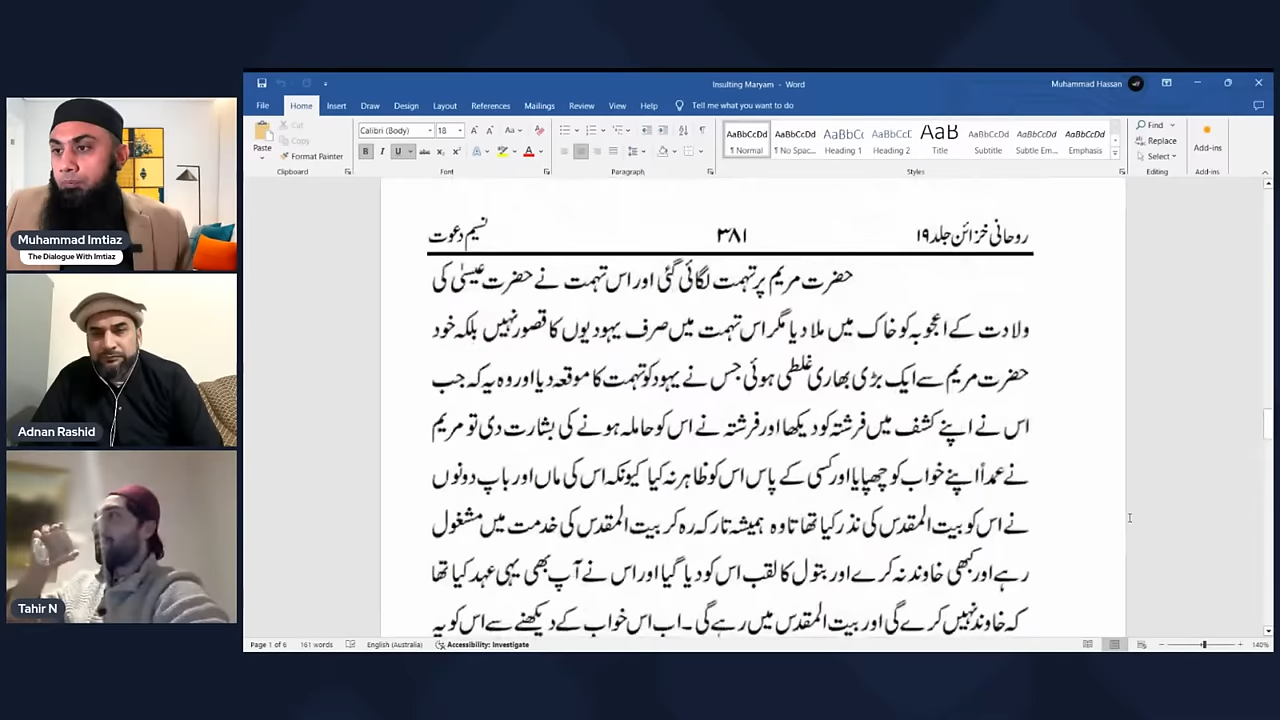 Insulting Maryam - Word
Muhammad Hassan
File Home Insert Draw Design Layout References Mailings Review View Help Tell me what you want to do
Paste
Cut
Copy
Format Painter
Clipboard
Calibri (Body) 18
Font
Paragraph
AaBbCcDd AaBbCcDd AaBbCc AaBbCcD AaB AaBbCcD AaBbCcDd AaBbCcDd
¶ Normal ¶ No Spac... Heading 1 Heading 2 Title Subtitle Subtle Em... Emphasis
Styles
Find
Replace
Select
Editing
Add-ins
Add-ins
روحانی خزائن جلد ۱۹ ۳۸۱ نسیم دعوت
حضرت مریم پر تہمت لگائی گئی اور اس تہمت نے حضرت عیسیٰ کی
ولادت کے اعجوبہ کو خاک میں ملا دیا مگر اس تہمت میں صرف یہودیوں کا قصور نہیں بلکہ خود
حضرت مریم سے ایک بڑی بھاری غلطی ہوئی جس نے یہود کو تہمت کا موقعہ دیا اور وہ یہ کہ جب
اس نے اپنے کشف میں فرشتہ کو دیکھا اور فرشتہ نے اس کو حاملہ ہونے کی بشارت دی تو مریم
نے عمداً اپنے خواب کو چھپایا اور کسی کے پاس اس کو ظاہر نہ کیا کیونکہ اس کی ماں اور باپ دونوں
نے اس کو بیت المقدس کی نذر کیا تھا تا وہ ہمیشہ تارکہ رہ کر بیت المقدس کی خدمت میں مشغول
رہے اور کبھی خاوند نہ کرے اور بتول کا لقب اس کو دیا گیا اور اس نے آپ بھی یہی عہد کیا تھا
کہ خاوند نہیں کرے گی اور بیت المقدس میں رہے گی ۔ اب اس خواب کے دیکھنے سے اس کو یہ
Page 1 of 6 161 words English (Australia) Accessibility: Investigate 140%
Muhammad Imtiaz
The Dialogue With Imtiaz
Adnan Rashid
Tahir N